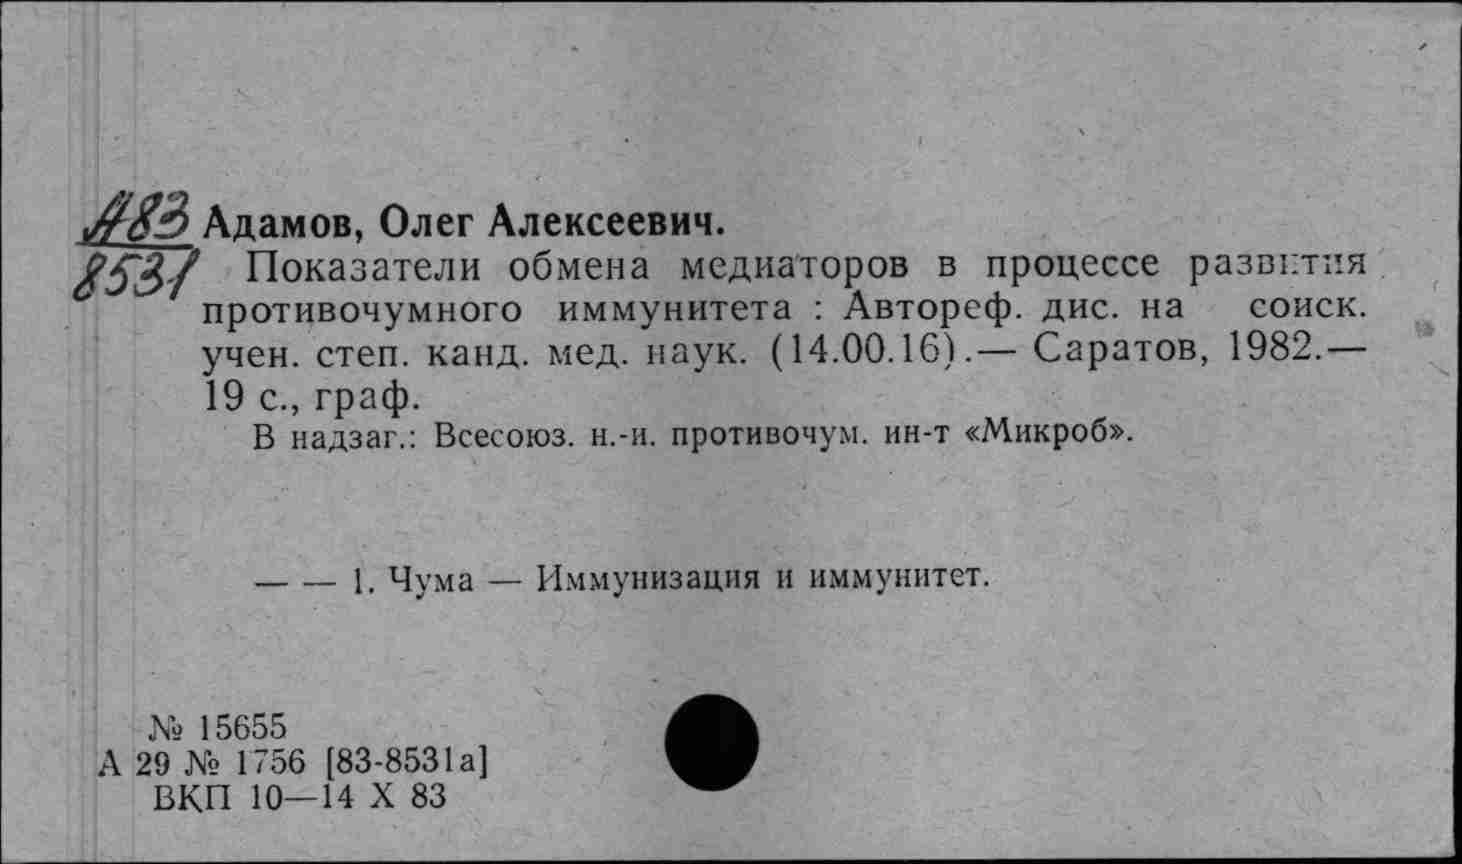 А83 Адамов, Олег Алексеевич.
8531 Показатели обмена медиаторов в процессе развития
противочумного иммунитета : Автореф. дис. на соиск.
учен. степ. канд. мед. наук. (14.00.16).— Саратов, 1982.—
19 с., граф.
В надзаг.: Всесоюз. н.-и. противочум. ин-т «Микроб».
— — 1. Чума — Иммунизация и иммунитет.
№ 15655
А 29 № 1756 [83-8531а]
ВКП 10—14 X 83